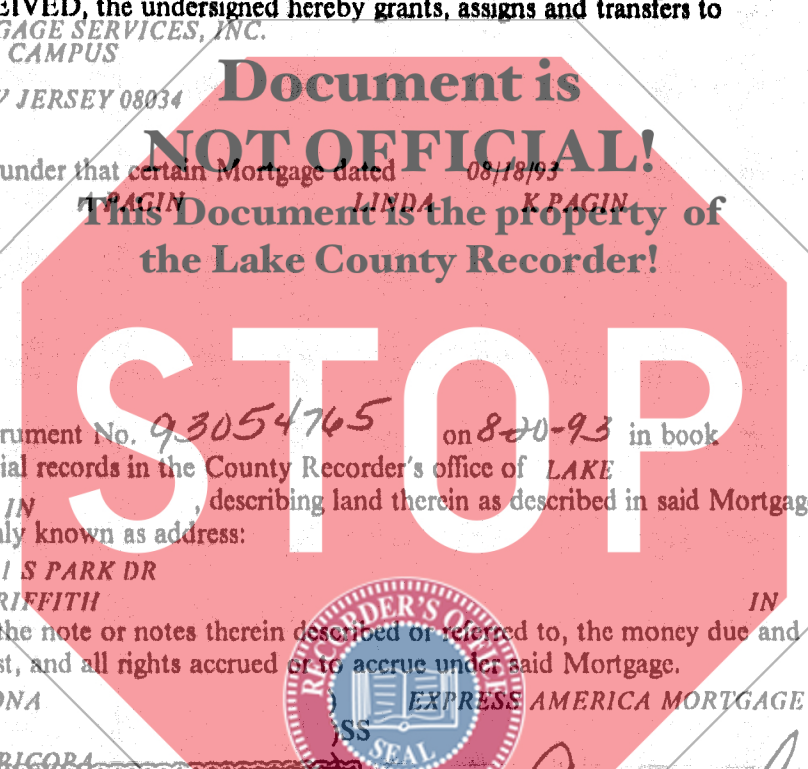 EIVED, the undersigned hereby grants, assigns and transfers to
GAGE SERVICES, INC.
CAMPUS
JERSEY 08034
Document is
NOT OFFICIAL!
under that certain Mortgage dated 08/18/93
PAGIN LINDA K PAGIN
This Document is the property of
the Lake County Recorder!
STOP
rument No. 93054765 on 8-20-93 in book
ial records in the County Recorder's office of LAKE
IN , describing land therein as described in said Mortgag
ly known as address:
1 S PARK DR
RIFFITH IN
the note or notes therein described or referred to, the money due and
st, and all rights accrued or to accrue under said Mortgage.
ONA ) EXPRESS AMERICA MORTGAGE
)SS
RICOPA )
RECORDER'S OF
SEAL